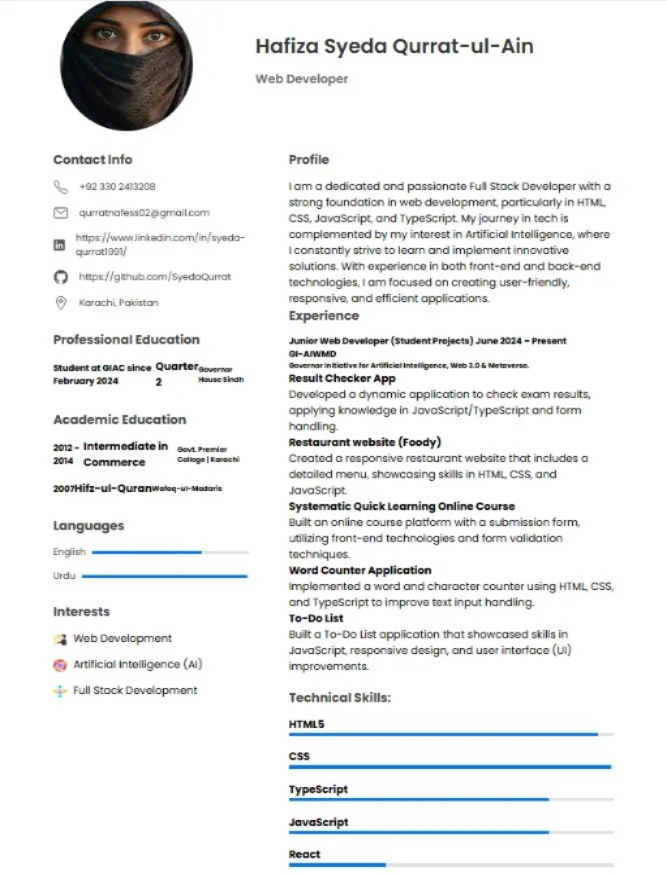 Hafiza Syeda Qurrat-ul-Ain
Web Developer
Contact Info
+92 330 2413208
qurratnafess02@gmail.com
https://www.linkedin.com/in/syeda-
qurrat1991/
https://github.com/SyedaQurrat
Karachi, Pakistan
Professional Education
Student at GIAC since February 2024
Quarter 2
Governor House Sindh
Academic Education
2012 - 2014
Intermediate in Commerce
Govt. Premier College | Karachi
2007Hifz-ul-QuranWafaq-ul-Madaris
Languages
English
Urdu
Interests
Web Development
Artificial Intelligence (AI)
Full Stack Development
Profile
I am a dedicated and passionate Full Stack Developer with a
strong foundation in web development, particularly in HTML,
CSS, JavaScript, and TypeScript. My journey in tech is
complemented by my interest in Artificial Intelligence, where
I constantly strive to learn and implement innovative
solutions. With experience in both front-end and back-end
technologies, I am focused on creating user-friendly,
responsive, and efficient applications.
Experience
Junior Web Developer (Student Projects) June 2024 – Present
GI-AIWMD
Governor Initiative for Artificial Intelligence, Web 3.0 & Metaverse.
Result Checker App
Developed a dynamic application to check exam results,
applying knowledge in JavaScript/TypeScript and form
handling.
Restaurant website (Foody)
Created a responsive restaurant website that includes a
detailed menu, showcasing skills in HTML, CSS, and
JavaScript.
Systematic Quick Learning Online Course
Built an online course platform with a submission form,
utilizing front-end technologies and form validation
techniques.
Word Counter Application
Implemented a word and character counter using HTML, CSS,
and TypeScript to improve text input handling.
To-Do List
Built a To-Do List application that showcased skills in
JavaScript, responsive design, and user interface (UI)
improvements.
Technical Skills:
HTML5
CSS
TypeScript
JavaScript
React